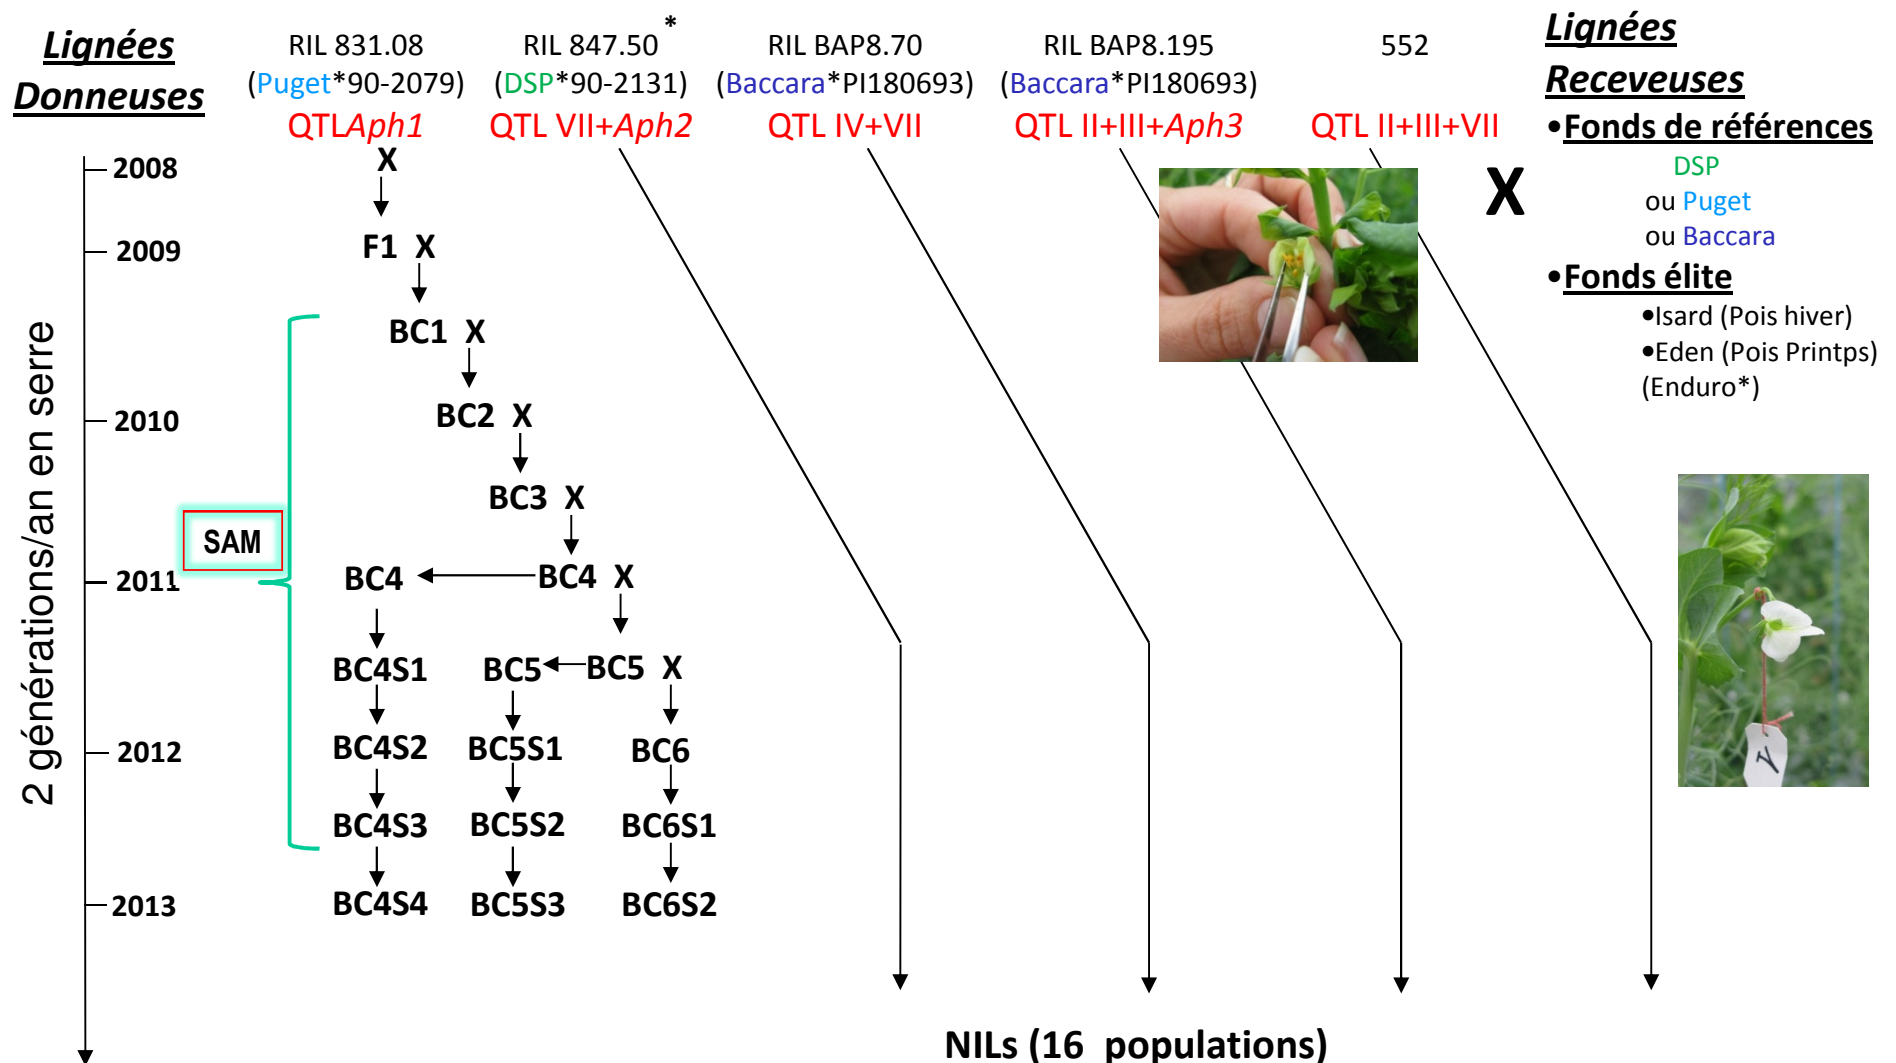 Lignées
Donneuses
RIL 831.08
(Puget*90-2079)
QTLAph1
RIL 847.50*
(DSP*90-2131)
QTL VII+Aph2
RIL BAP8.70
(Baccara*PI180693)
QTL IV+VII
RIL BAP8.195
(Baccara*PI180693)
QTL II+III+Aph3
552
QTL II+III+VII
X
Lignées
Receveuses
•Fonds de références
DSP
ou Puget
ou Baccara
•Fonds élite
•Isard (Pois hiver)
•Eden (Pois Printps)
(Enduro*)
2 générations/an en serre
2008
X
2009
F1 X
BC1 X
2010
BC2 X
BC3 X
SAM
2011
BC4
BC4 X
BC4S1
BC5
BC5 X
2012
BC4S2
BC5S1
BC6
BC4S3
BC5S2
BC6S1
2013
BC4S4
BC5S3
BC6S2
NILs (16 populations)